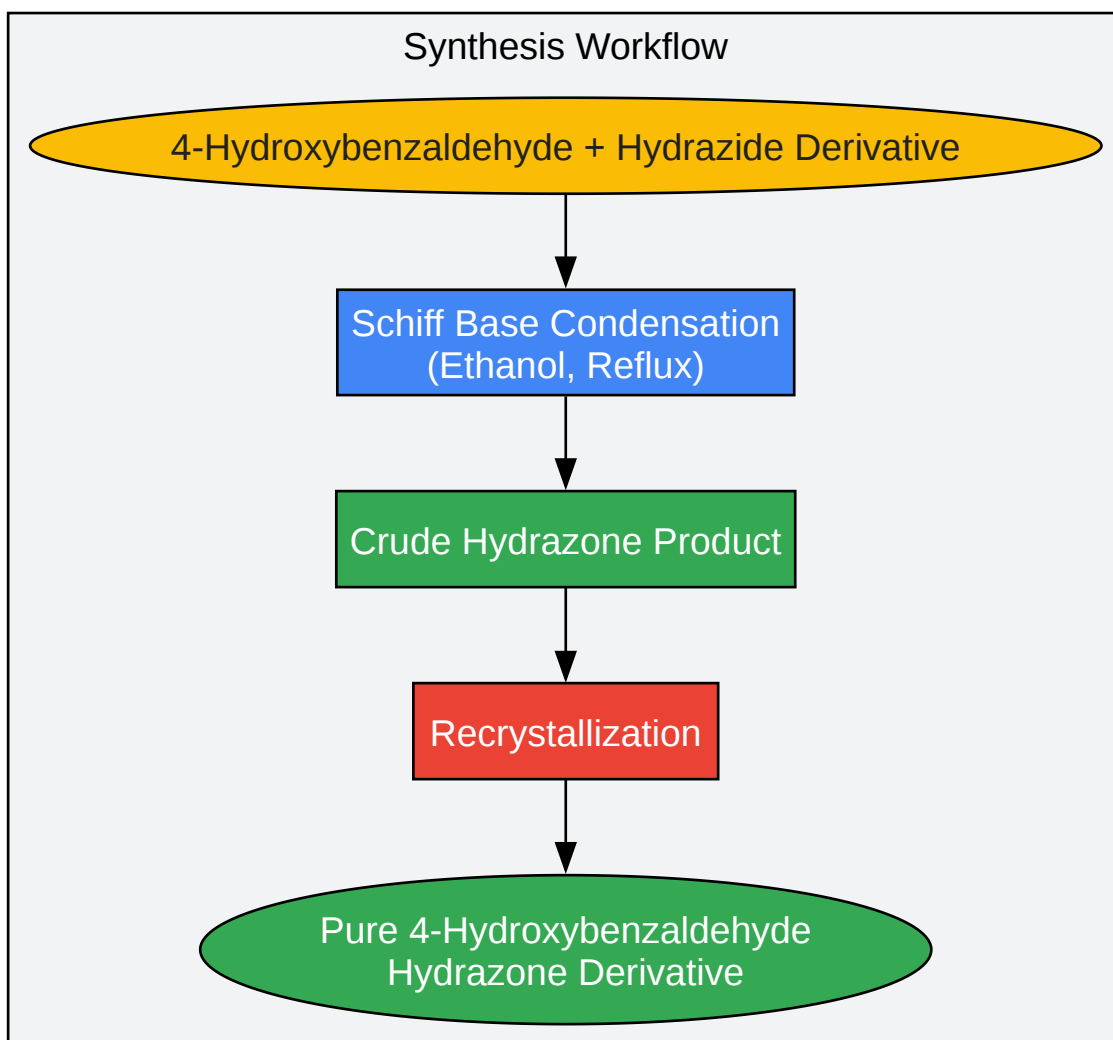 Synthesis Workflow
4-Hydroxybenzaldehyde + Hydrazide Derivative
Schiff Base Condensation
(Ethanol, Reflux)
Crude Hydrazone Product
Recrystallization
Pure 4-Hydroxybenzaldehyde
Hydrazone Derivative